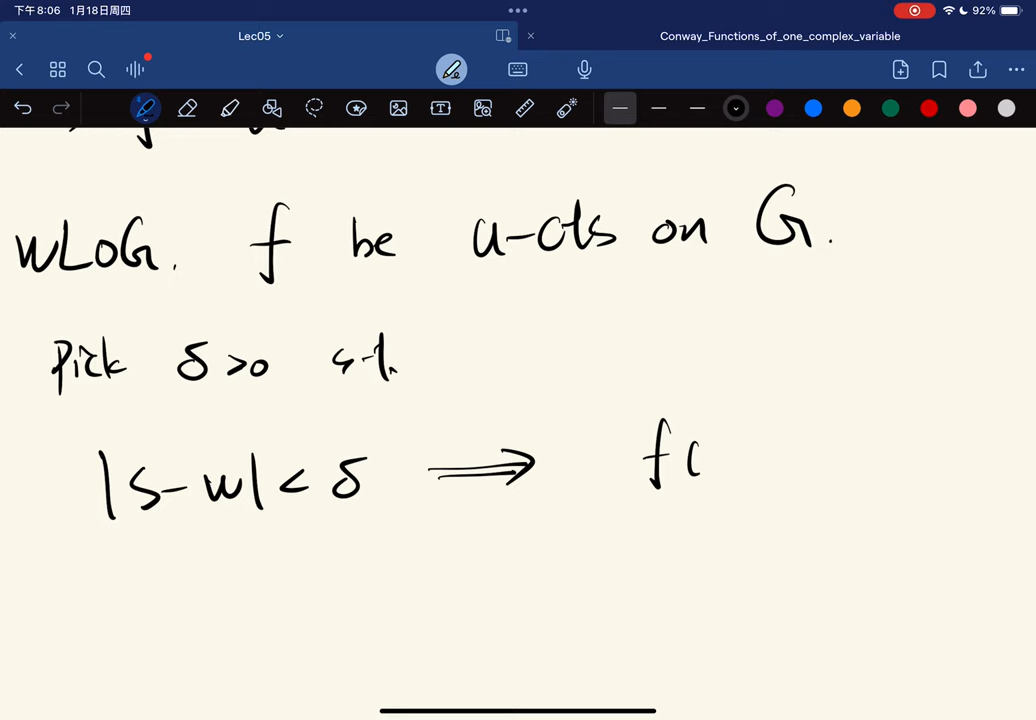 下午8:06 1月18日周四
92%
Lec05
Conway_Functions_of_one_complex_variable
WLOG. f be u-cts on G.
Pick δ>0 s.t.
|s-w|<δ ⟹ f(